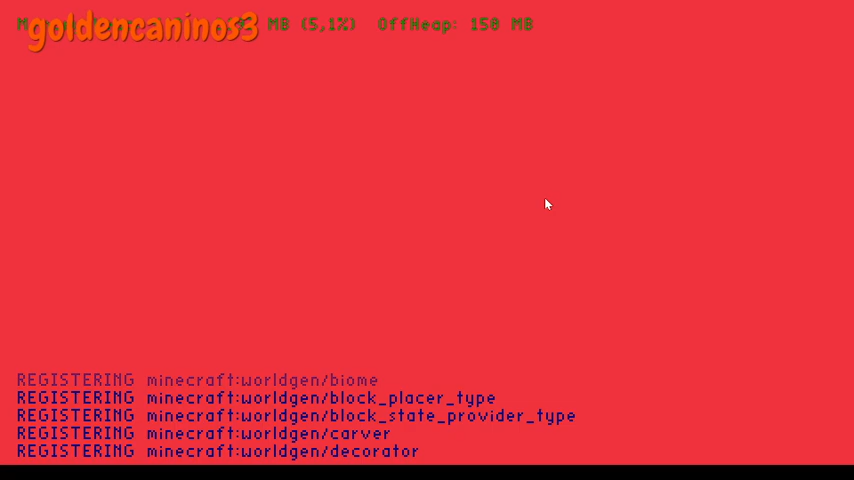 goldencaninos3
MB (5,1%) OffHeap: 150 MB
REGISTERING minecraft:worldgen/biome
REGISTERING minecraft:worldgen/block_placer_type
REGISTERING minecraft:worldgen/block_state_provider_type
REGISTERING minecraft:worldgen/carver
REGISTERING minecraft:worldgen/decorator